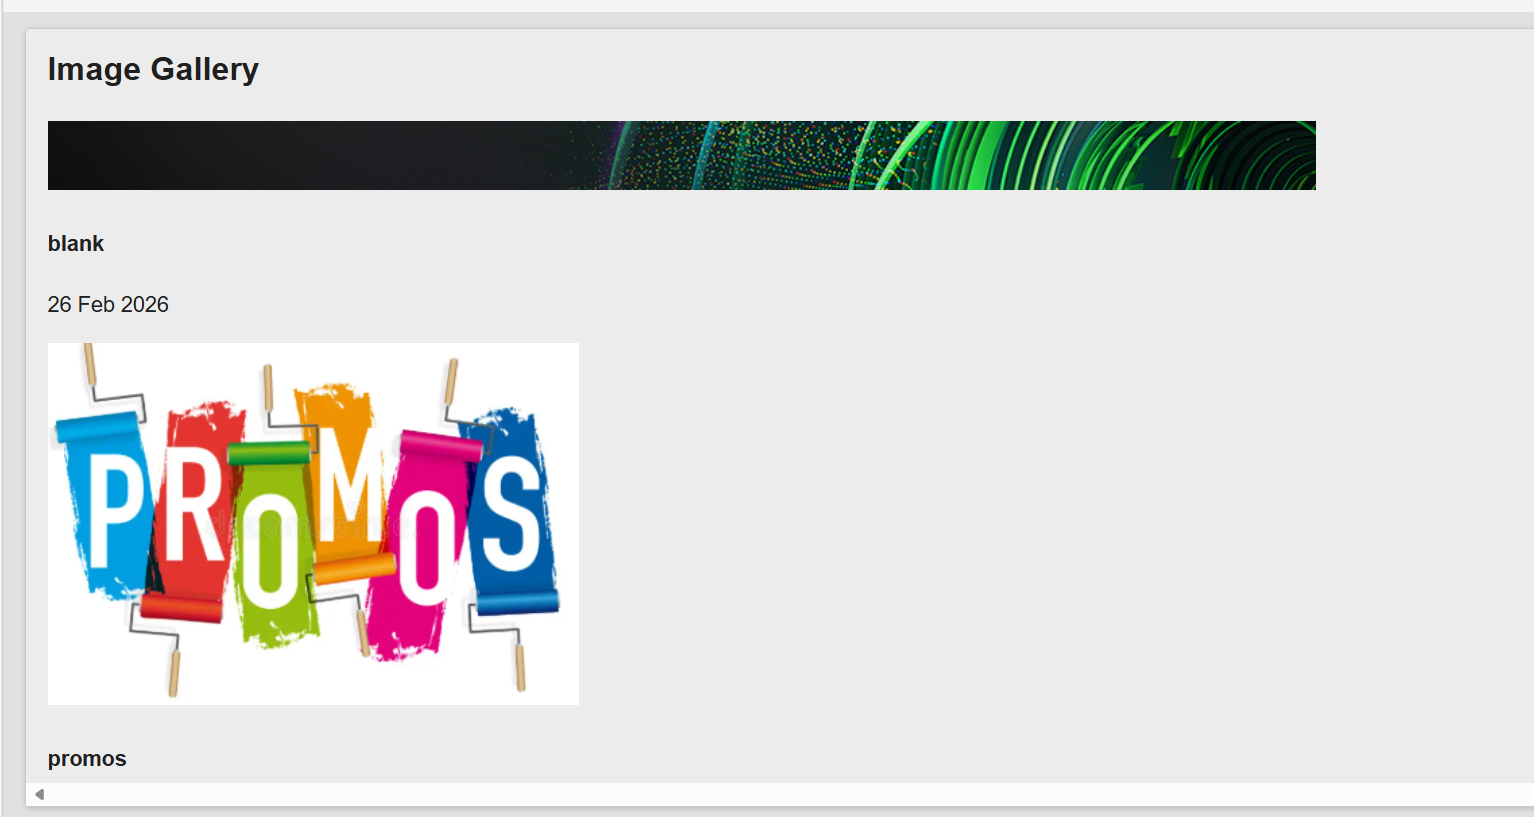 Image Gallery
blank
26 Feb 2026
PROMOS
promos